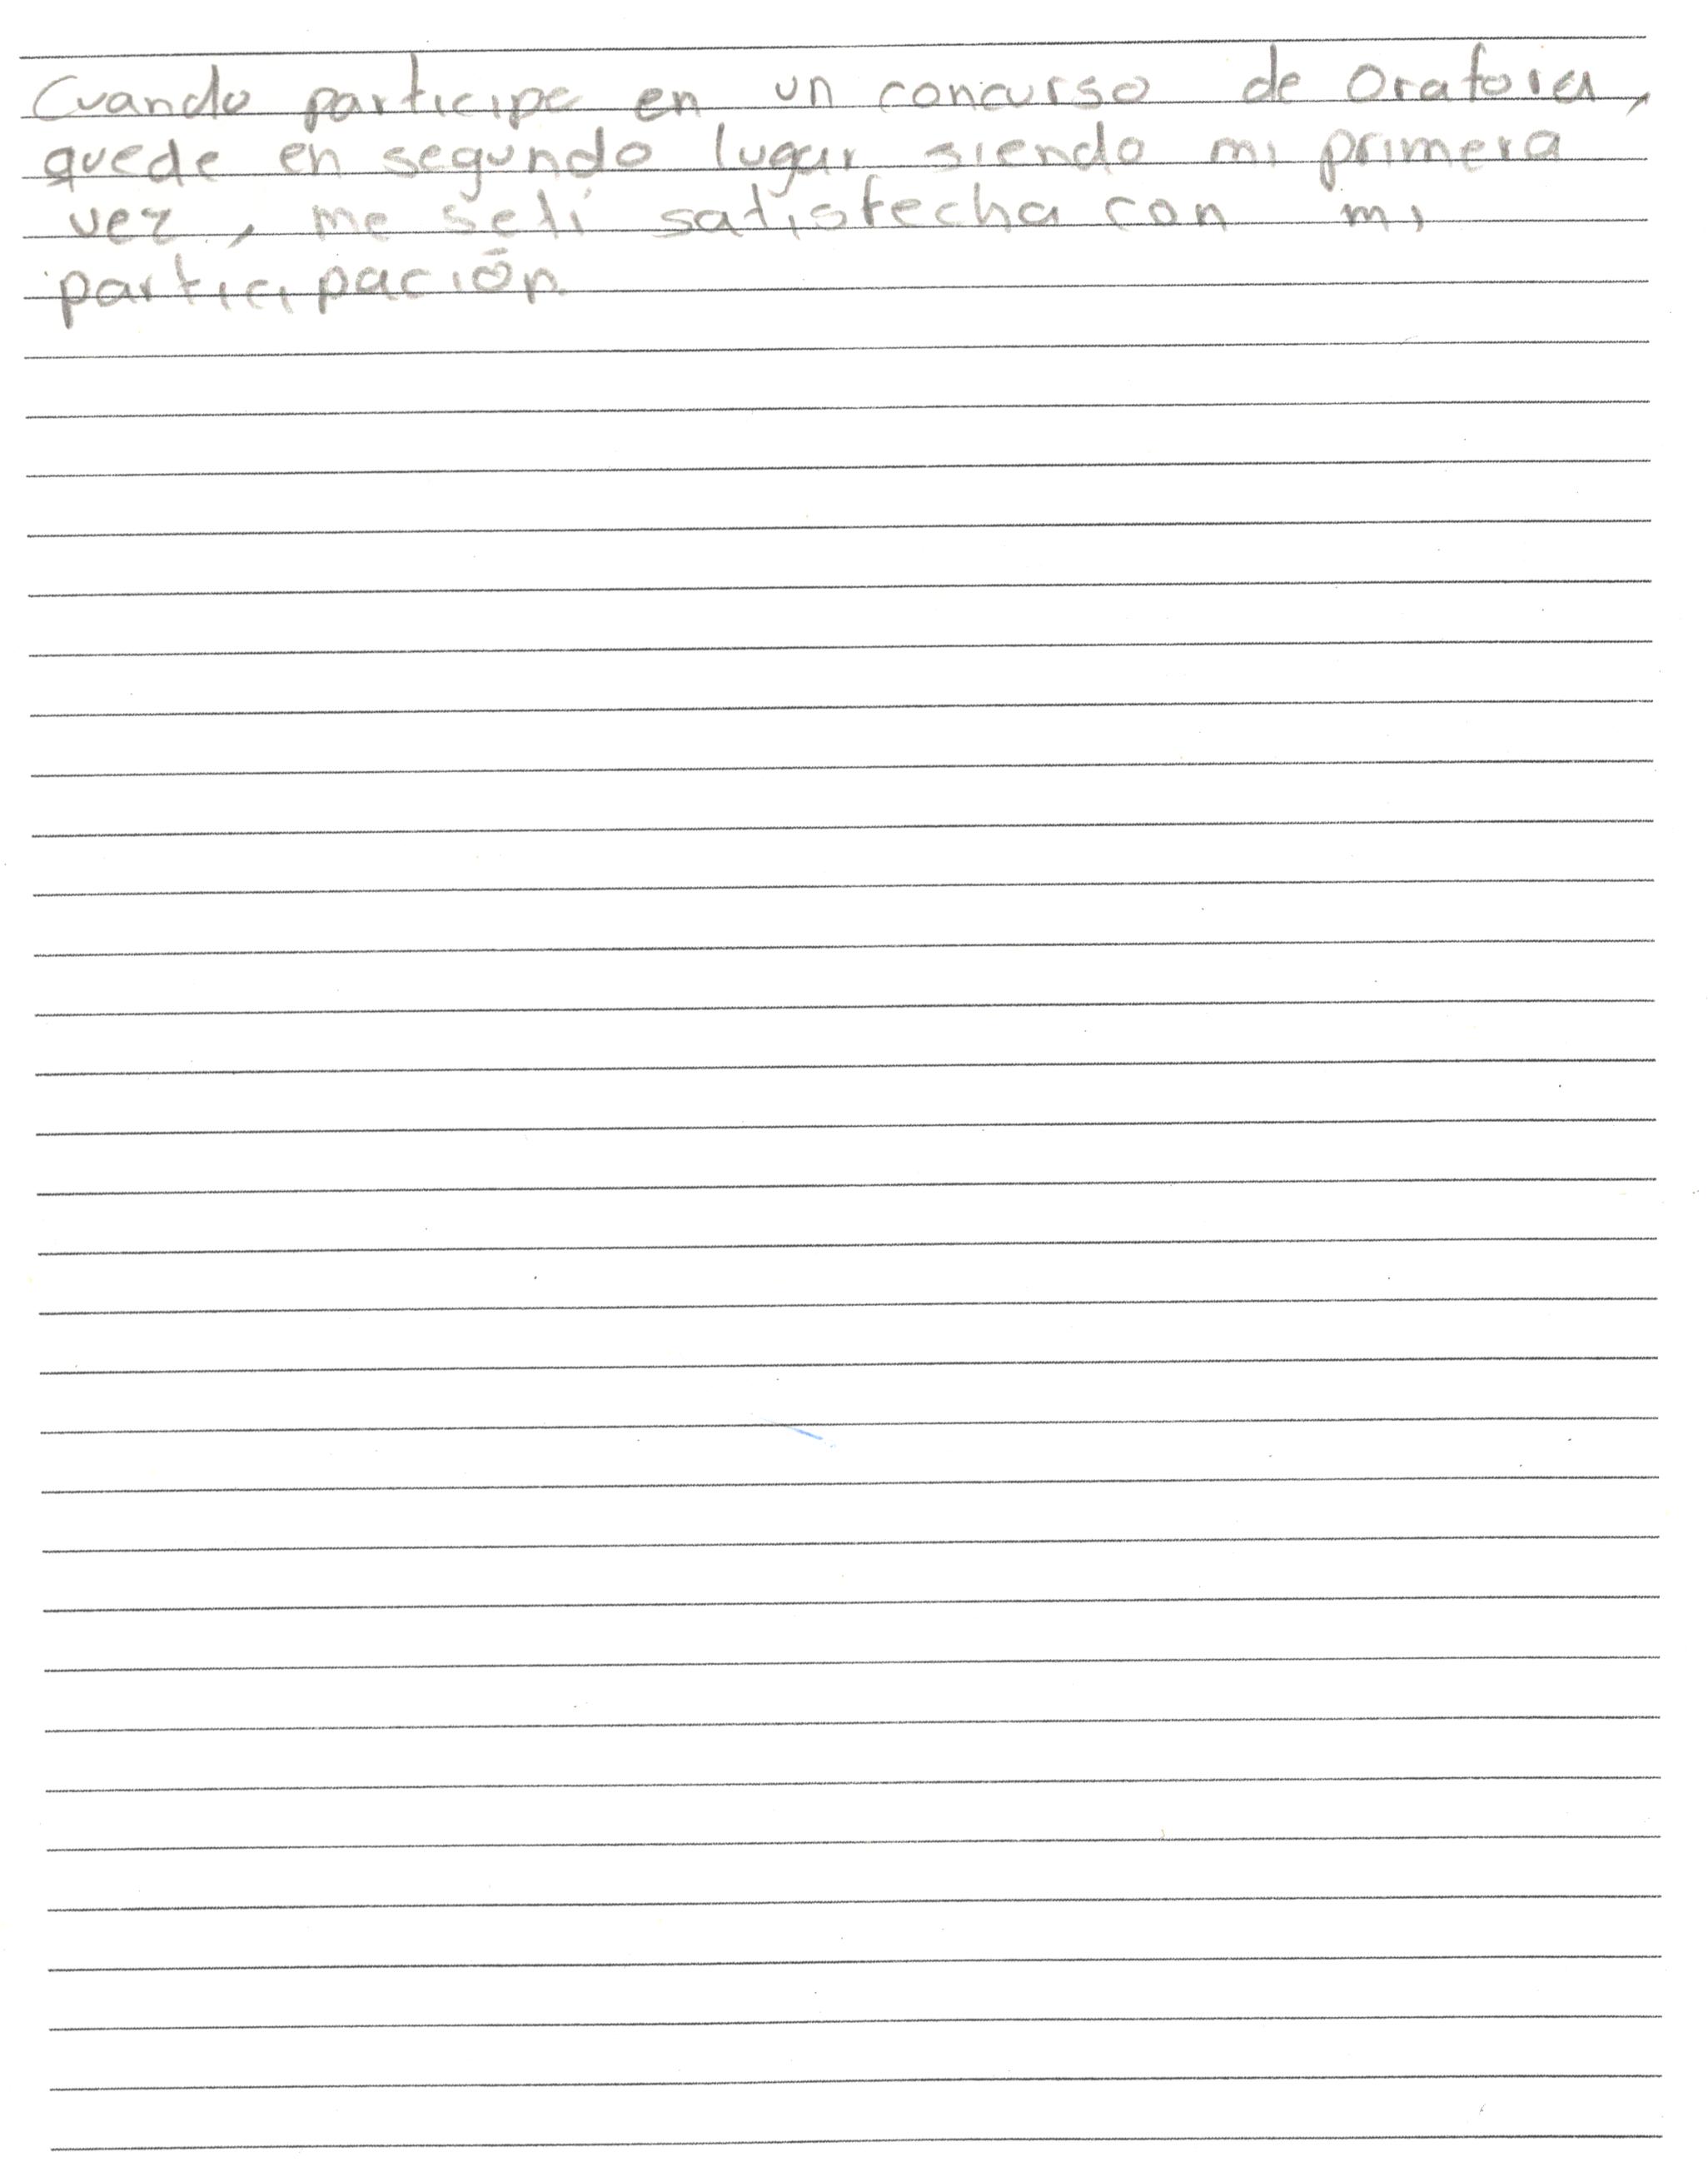 Cuando participe en un concurso de Oratoria,
quede en segundo lugar siendo mi primera
vez, me setí satisfecha con mi
participación.